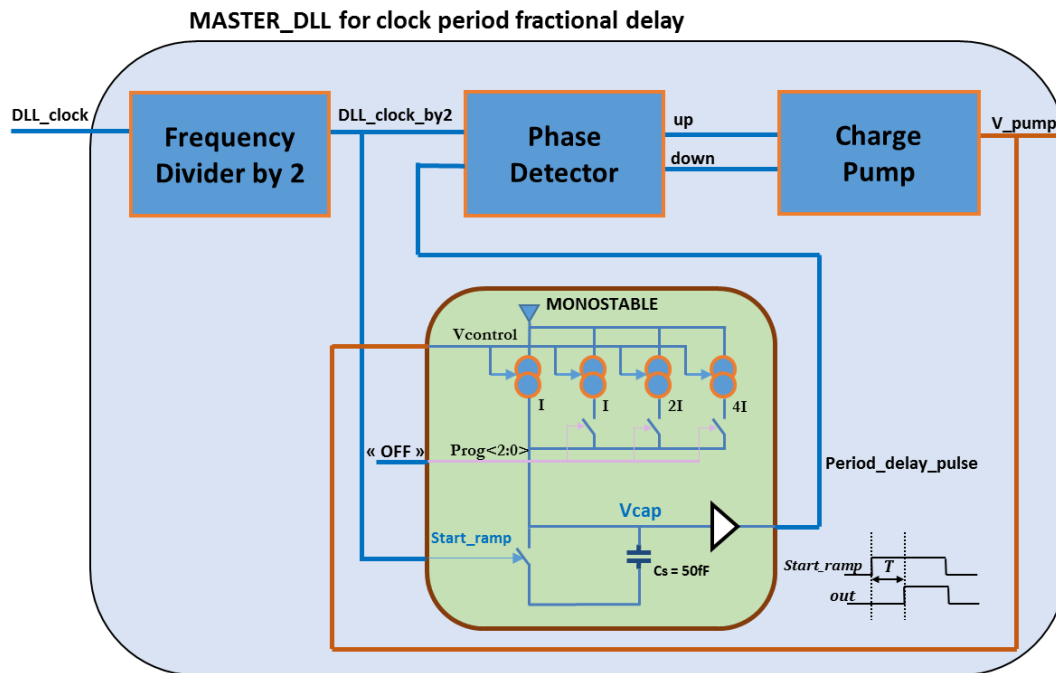 MASTER_DLL for clock period fractional delay
DLL_clock
Frequency
Divider by 2
DLL_clock_by2
Phase
Detector
up
down
Charge
Pump
V_pump
MONOSTABLE
Vcontrol
I
I
2I
4I
« OFF »
Prog<2:0>
Period_delay_pulse
Vcap
Start_ramp
Cs = 50fF
Start_ramp
T
out